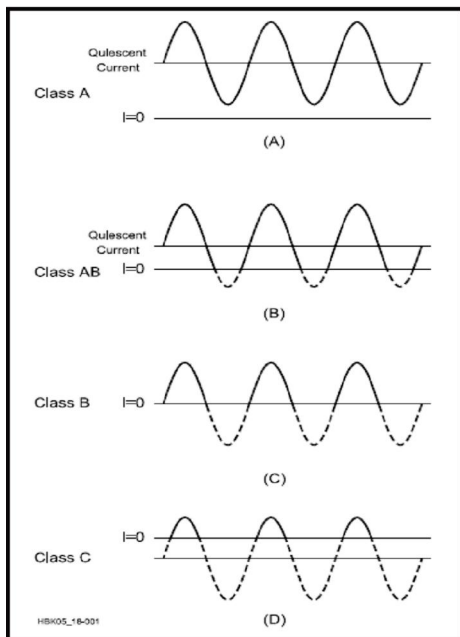 Qulescent
Current
Class A
I=0
(A)
Qulescent
Current
Class AB
I=0
(B)
Class B
I=0
(C)
I=0
Class C
HBK05_18-001
(D)